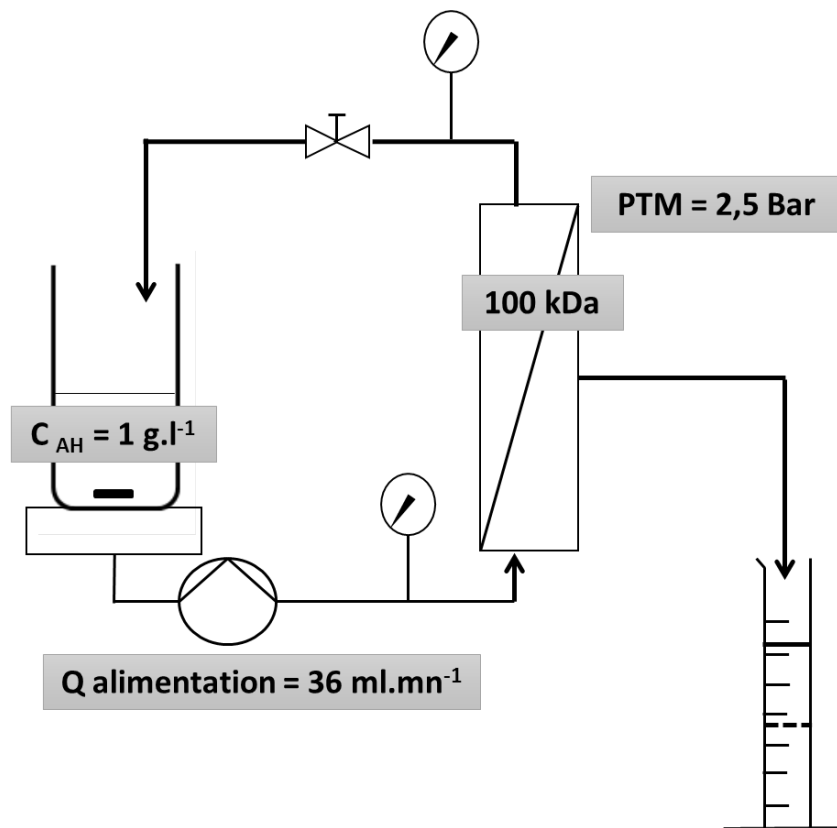 PTM = 2,5 Bar
100 kDa
C AH = 1 g.l-1
Q alimentation = 36 ml.mn-1